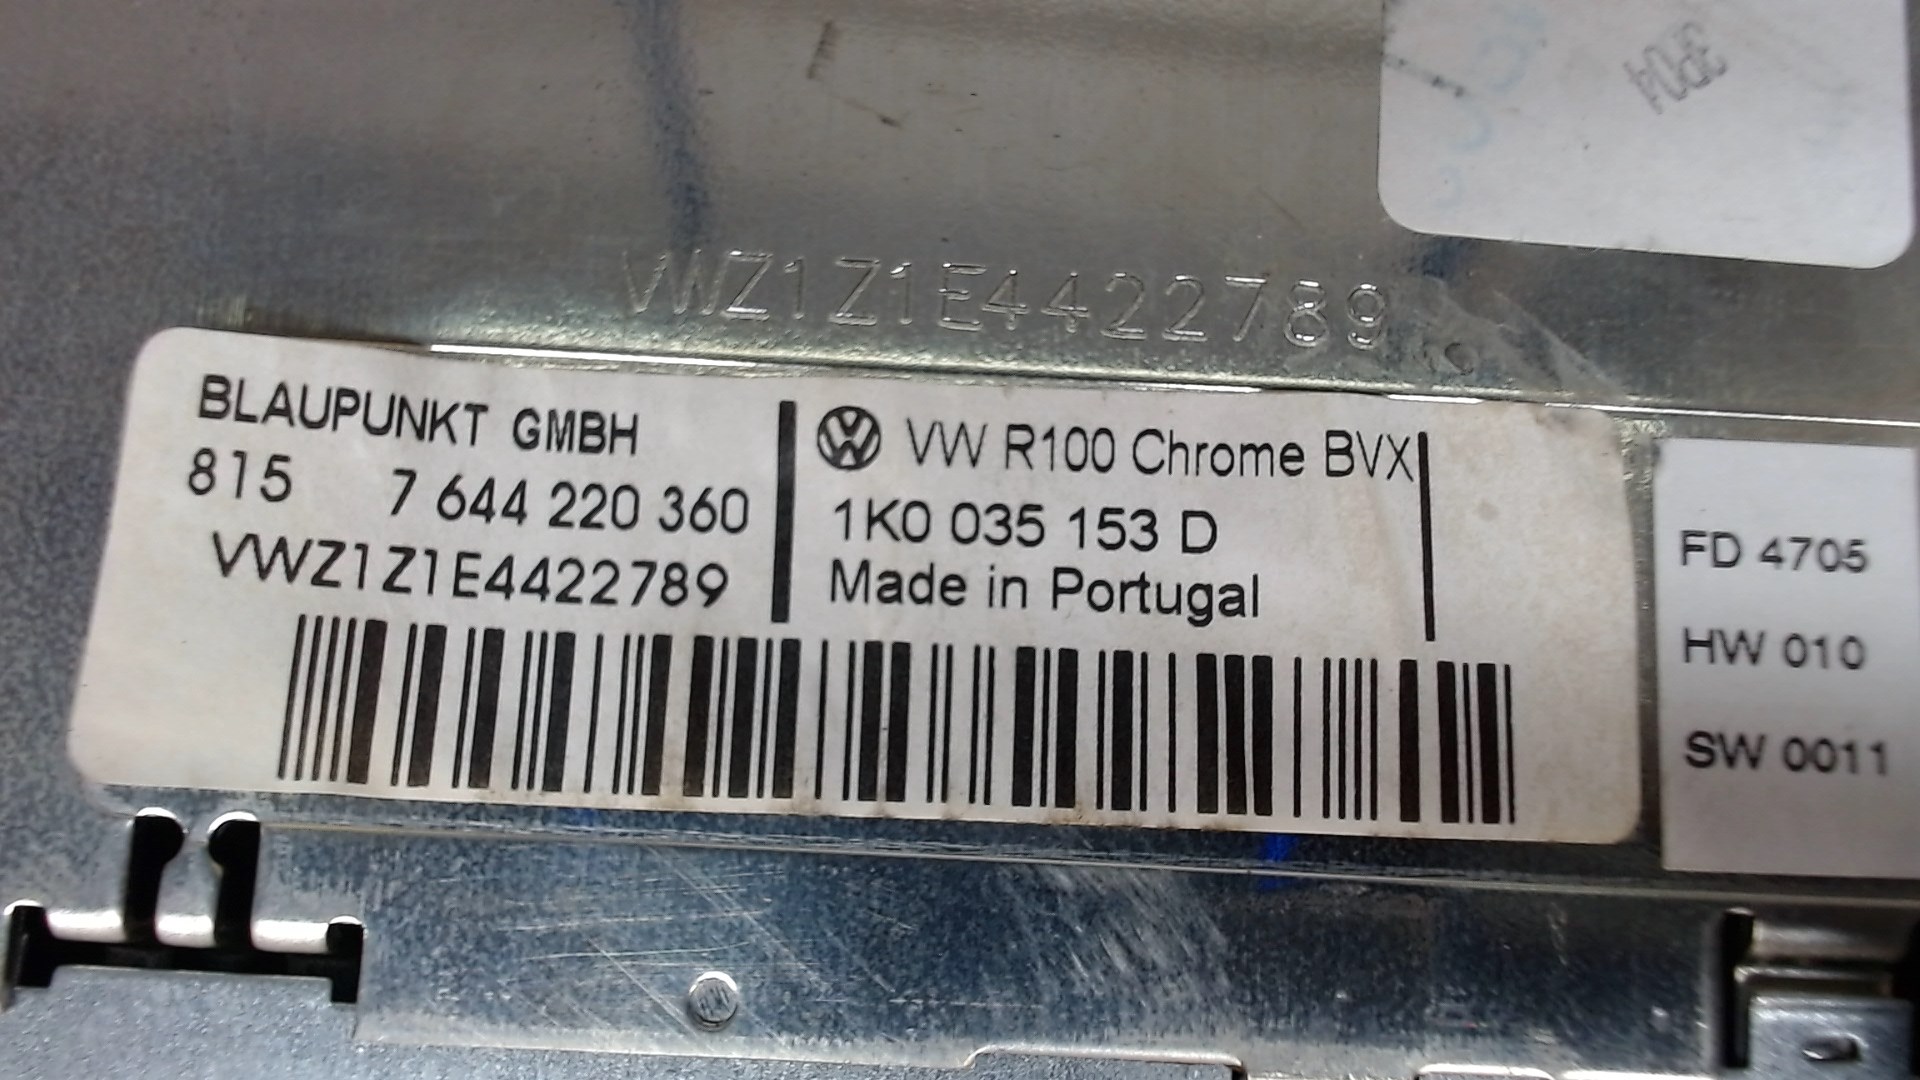 3P04
VWZ1Z1E4422789
BLAUPUNKT GMBH
815 7 644 220 360
VWZ1Z1E4422789
VW R100 Chrome BVX
1K0 035 153 D
Made in Portugal
FD 4705
HW 010
SW 0011